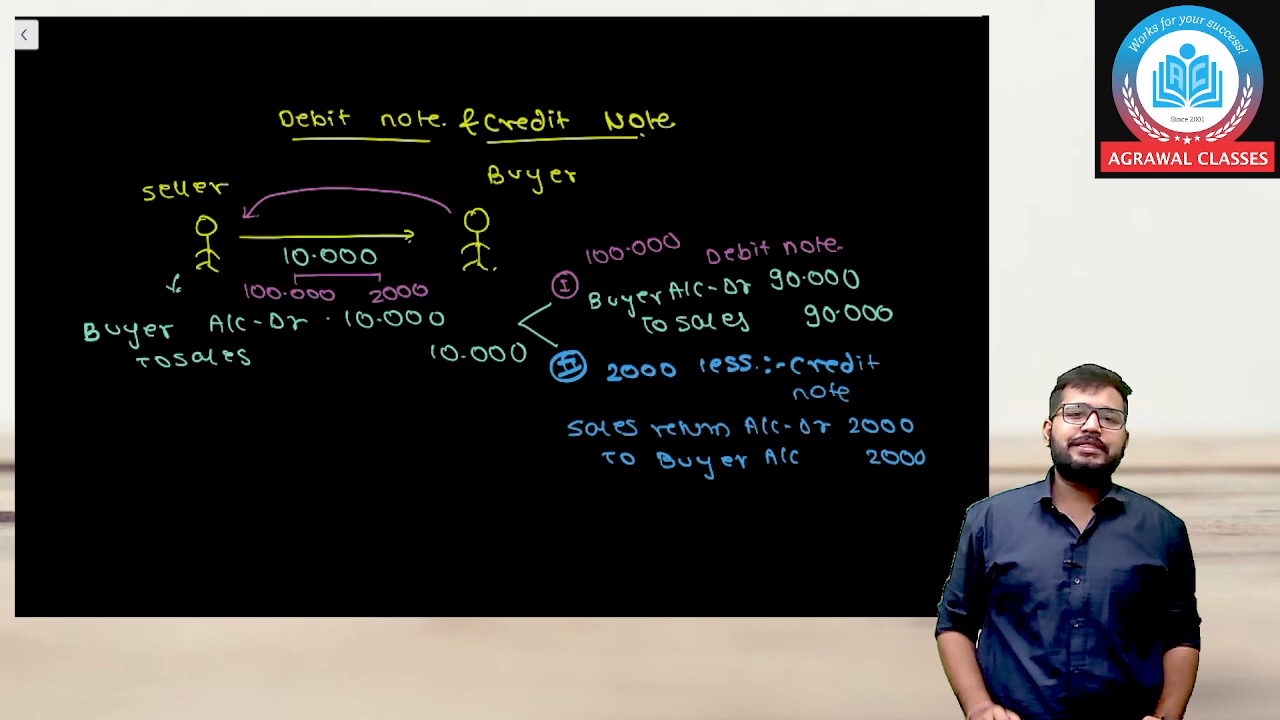 Debit note. & Credit Note
Seller
Buyer
10.000
100.000 2000
Buyer A/C-Dr . 10.000
To sales 10.000
I 100.000 Debit note.
Buyer A/C-Dr 90.000
To sales 90.000
II 2000 less :- Credit
note
Sales return A/C-Dr 2000
To Buyer A/C 2000
Works for your success!
AC
Since 2001
AGRAWAL CLASSES